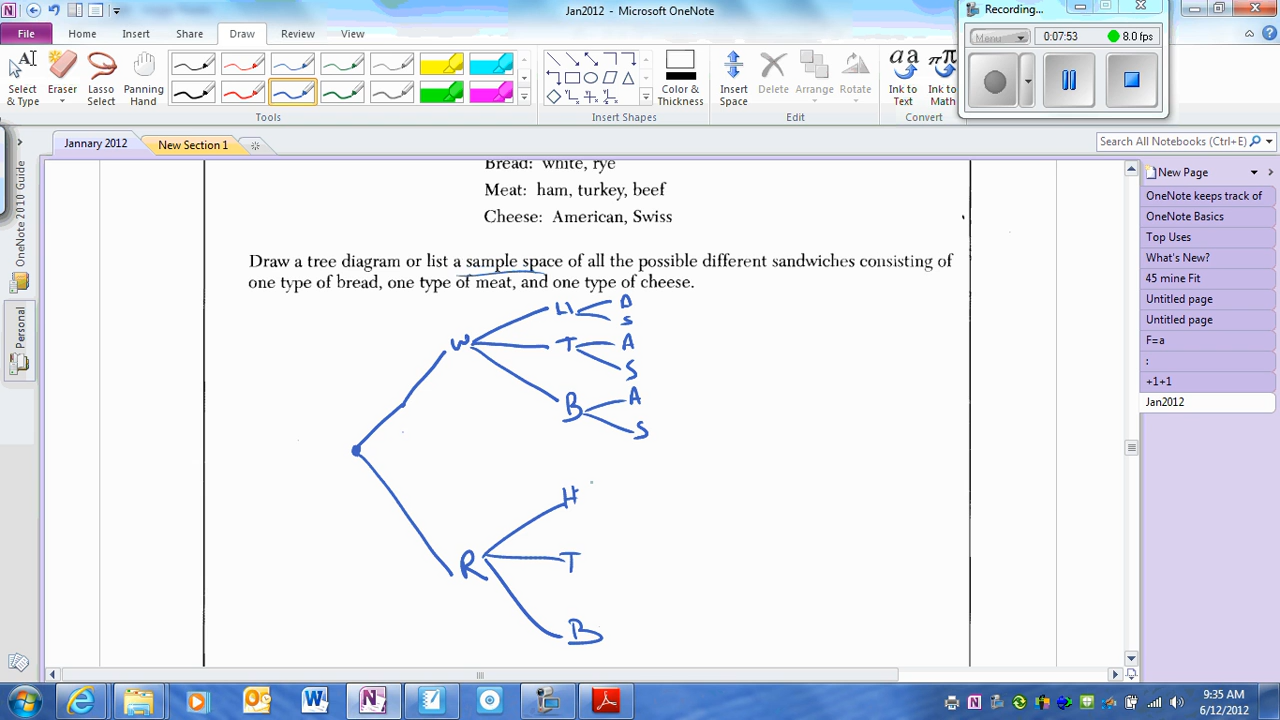 Jan2012 - Microsoft OneNote
Recording...
File Home Insert Share Draw Review View
Menu 0:07:53 8.0 fps
Select & Type
Eraser
Lasso Select
Panning Hand
Color & Thickness
Insert Space
Delete
Arrange
Rotate
Ink to Text
Ink to Math
Tools
Insert Shapes
Edit
Convert
Jannary 2012
New Section 1
Search All Notebooks (Ctrl+E)
OneNote 2010 Guide
Personal
New Page
OneNote keeps track of
OneNote Basics
Top Uses
What's New?
45 mine Fit
Untitled page
Untitled page
F=a
:
+1+1
Jan2012
Bread: white, rye
Meat: ham, turkey, beef
Cheese: American, Swiss
Draw a tree diagram or list a sample space of all the possible different sandwiches consisting of
one type of bread, one type of meat, and one type of cheese.
H A
S
W T A
S
B A
S
H
R T
B
9:35 AM
6/12/2012